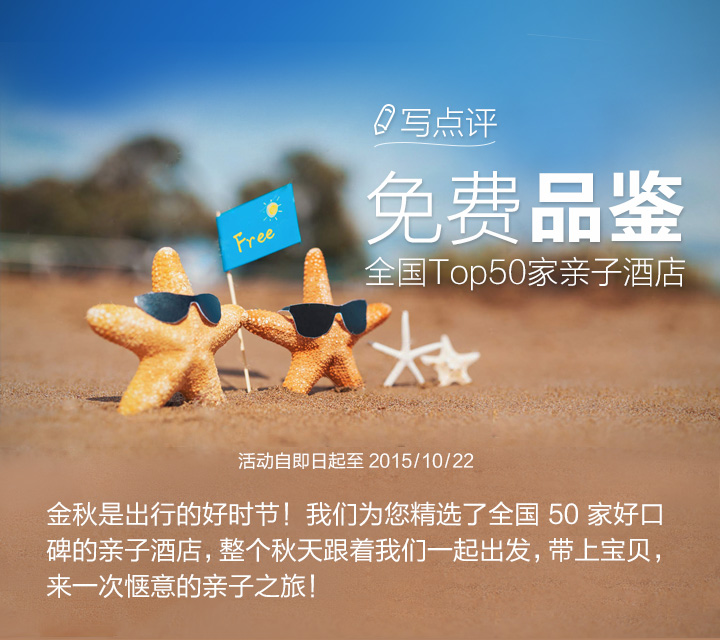 写点评
免费品鉴
全国Top50家亲子酒店
Free
活动自即日起至 2015/10/22
金秋是出行的好时节！我们为您精选了全国 50 家好口
碑的亲子酒店，整个秋天跟着我们一起出发，带上宝贝，
来一次惬意的亲子之旅！